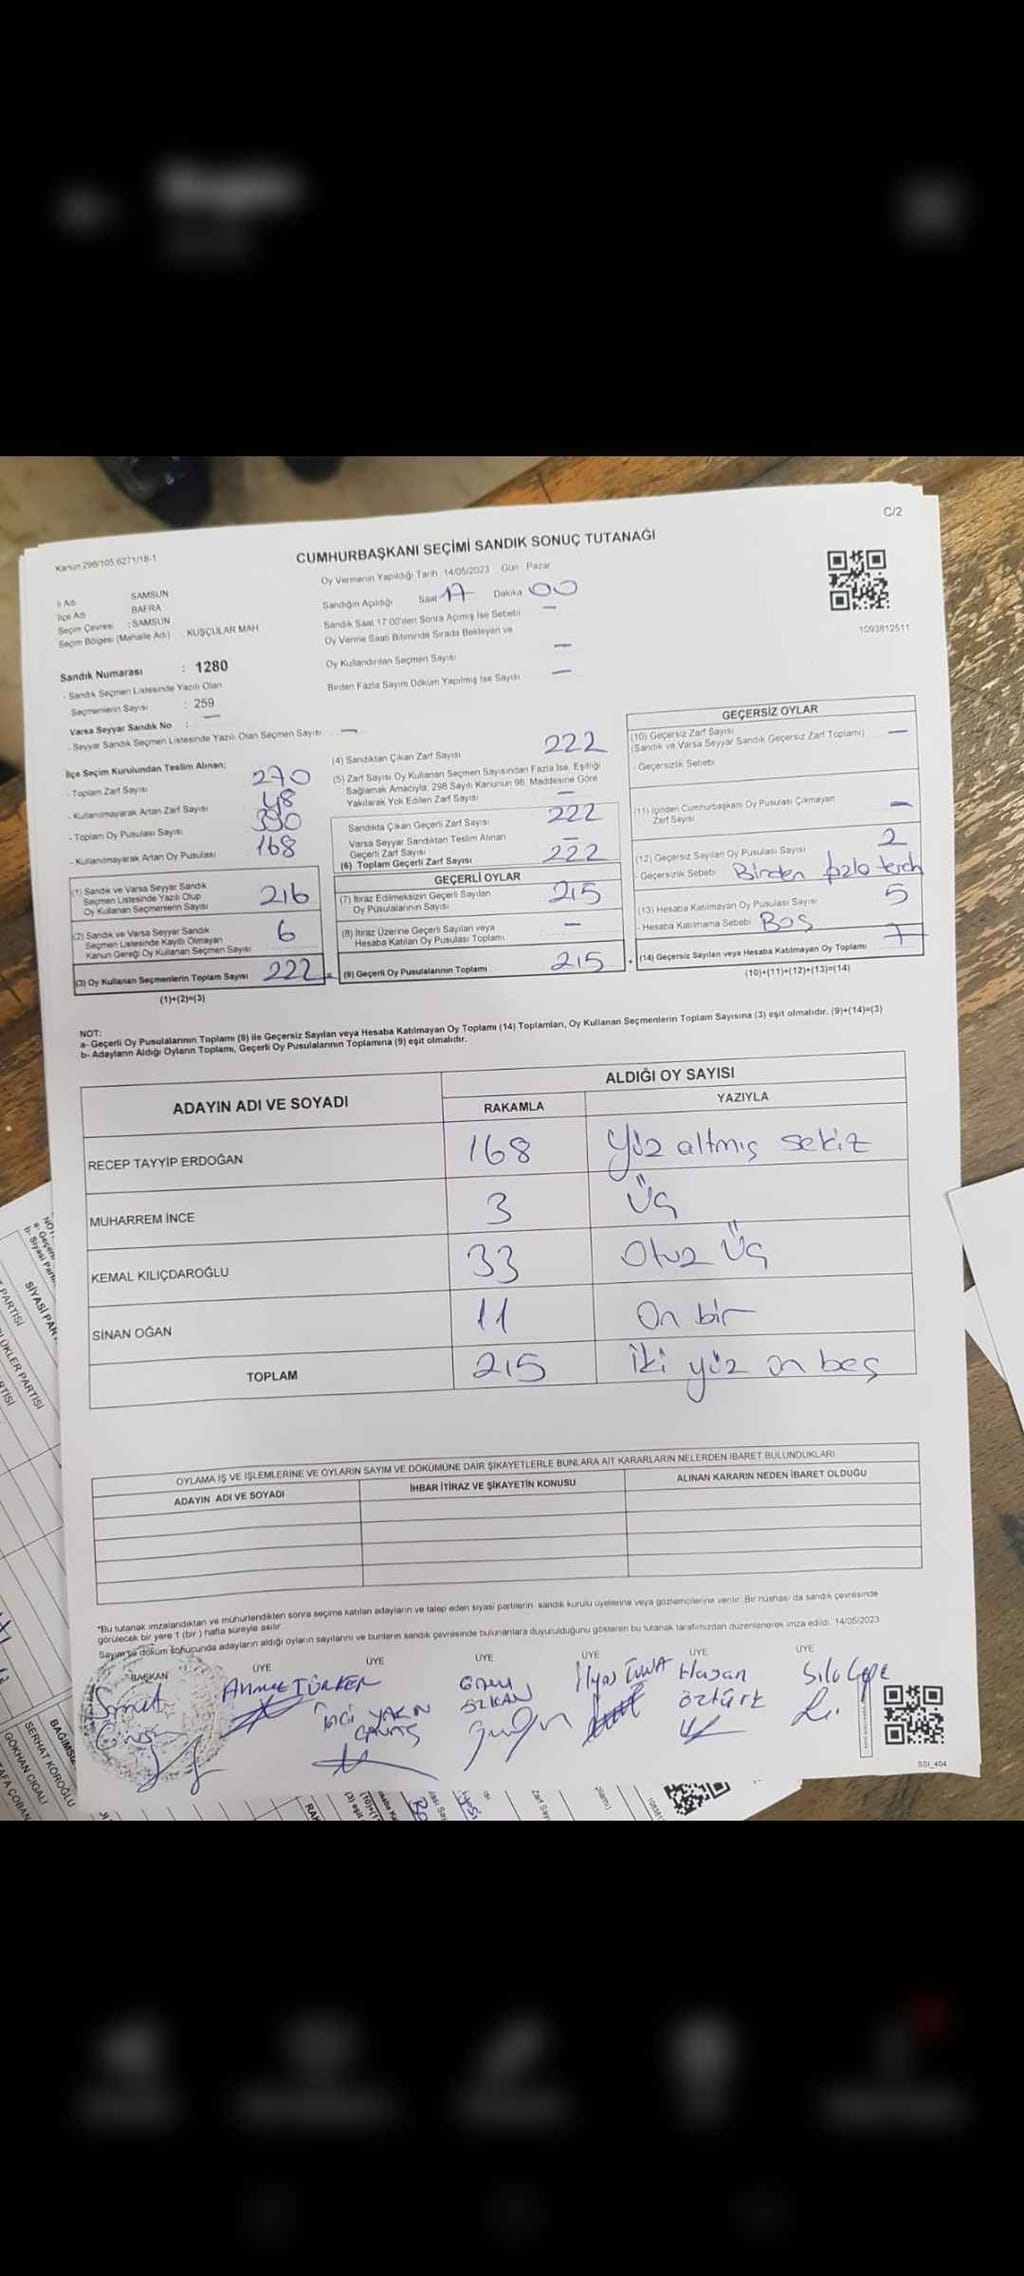 C/2
Kanun 298/105 6271/18-1
CUMHURBAŞKANI SEÇİMİ SANDIK SONUÇ TUTANAĞI
Oy Vermenin Yapıldığı Tarih : 14/05/2023 Gün : Pazar
Sandığın Açıldığı Saat 17 Dakika 00
Sandık Saat 17:00'den Sonra Açılmış İse Sebebi —
Oy Verme Saati Bitiminde Sırada Bekleyen ve
Oy Kullandırılan Seçmen Sayısı —
Birden Fazla Sayım Döküm Yapılmış İse Sayısı —
1093812511
İl Adı SAMSUN
İlçe Adı BAFRA
Seçim Çevresi : SAMSUN
Seçim Bölgesi (Mahalle Adı) KUŞÇULAR MAH
Sandık Numarası : 1280
- Sandık Seçmen Listesinde Yazılı Olan
Seçmenlerin Sayısı : 259
Varsa Seyyar Sandık No : —
- Seyyar Sandık Seçmen Listesinde Yazılı Olan Seçmen Sayısı —
İlçe Seçim Kurulundan Teslim Alınan;
- Toplam Zarf Sayısı 270
- Kullanılmayarak Artan Zarf Sayısı 48
- Toplam Oy Pusulası Sayısı
- Kullanılmayarak Artan Oy Pusulası 168
(1) Sandık ve Varsa Seyyar Sandık
Seçmen Listesinde Yazılı Olup
Oy Kullanan Seçmenlerin Sayısı 216
(2) Sandık ve Varsa Seyyar Sandık
Seçmen Listesinde Kayıtlı Olmayan
Kanun Gereği Oy Kullanan Seçmen Sayısı 6
(3) Oy Kullanan Seçmenlerin Toplam Sayısı 222
(1)+(2)=(3)
(4) Sandıktan Çıkan Zarf Sayısı 222
(5) Zarf Sayısı Oy Kullanan Seçmen Sayısından Fazla İse, Eşitliği
Sağlamak Amacıyla, 298 Sayılı Kanunun 98. Maddesine Göre
Yakılarak Yok Edilen Zarf Sayısı —
Sandıkta Çıkan Geçerli Zarf Sayısı 222
Varsa Seyyar Sandıktan Teslim Alınan
Geçerli Zarf Sayısı —
(6) Toplam Geçerli Zarf Sayısı 222
GEÇERLİ OYLAR
(7) İtiraz Edilmeksizin Geçerli Sayılan
Oy Pusulalarının Sayısı 215
(8) İtiraz Üzerine Geçerli Sayılan veya
Hesaba Katılan Oy Pusulası Toplamı —
(9) Geçerli Oy Pusulalarının Toplamı 215
GEÇERSİZ OYLAR
(10) Geçersiz Zarf Sayısı
(Sandık ve Varsa Seyyar Sandık Geçersiz Zarf Toplamı) —
- Geçersizlik Sebebi
(11) İçinden Cumhurbaşkanı Oy Pusulası Çıkmayan
Zarf Sayısı —
(12) Geçersiz Sayılan Oy Pusulası Sayısı 2
- Geçersizlik Sebebi Birden fazla terch
(13) Hesaba Katılmayan Oy Pusulası Sayısı 5
- Hesaba Katılmama Sebebi Boş
(14) Geçersiz Sayılan veya Hesaba Katılmayan Oy Toplamı 7
(10)+(11)+(12)+(13)=(14)
NOT:
a- Geçerli Oy Pusulalarının Toplamı (9) ile Geçersiz Sayılan veya Hesaba Katılmayan Oy Toplamı (14) Toplamları, Oy Kullanan Seçmenlerin Toplam Sayısına (3) eşit olmalıdır. (9)+(14)=(3)
b- Adayların Aldığı Oyların Toplamı, Geçerli Oy Pusulalarının Toplamına (9) eşit olmalıdır.
ADAYIN ADI VE SOYADI
ALDIĞI OY SAYISI
RAKAMLA YAZIYLA
RECEP TAYYİP ERDOĞAN 168 Yüz altmış sekiz
MUHARREM İNCE 3 Üç
KEMAL KILIÇDAROĞLU 33 Otuz Üç
SİNAN OĞAN 11 On bir
TOPLAM 215 İki yüz on beş
OYLAMA İŞ VE İŞLEMLERİNE VE OYLARIN SAYIM VE DÖKÜMÜNE DAİR ŞİKAYETLERLE BUNLARA AİT KARARLARIN NELERDEN İBARET BULUNDUKLARI
ADAYIN ADI VE SOYADI İHBAR İTİRAZ VE ŞİKAYETİN KONUSU ALINAN KARARIN NEDEN İBARET OLDUĞU
*Bu tutanak imzalandıktan ve mühürlendikten sonra seçime katılan adayların ve talep eden siyasi partilerin sandık kurulu üyelerine veya gözlemcilerine verilir. Bir nüshası da sandık çevresinde
görülecek bir yere 1 (bir) hafta süreyle asılır.
Sayım ve döküm sonucunda adayların aldığı oyların sayılarını ve bunların sandık çevresinde bulunanlara duyurulduğunu gösteren bu tutanak tarafımızdan düzenlenerek imza edildi. 14/05/2023
BAŞKAN ÜYE ÜYE ÜYE ÜYE ÜYE ÜYE
Ahmet TÜRKER
İnci YAKIN
ÖZKAN
İlyas
Hasan
öztürk
SSI_404
SİYASİ PARTİ
BAĞIMSIZ
SERHAT KÖROĞLU
GÖKHAN CIGALI